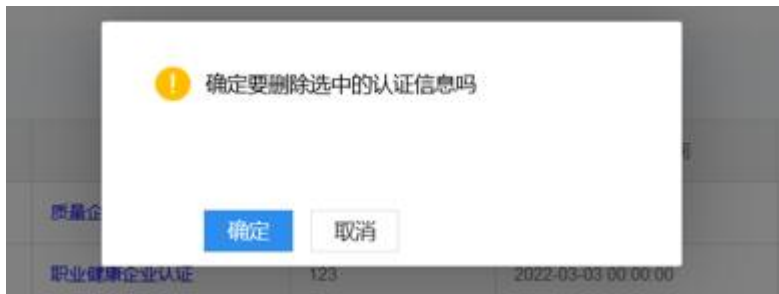 确定要删除选中的认证信息吗
质量企
确定
取消
职业健康企业认证
123
2022-03-03 00:00:00